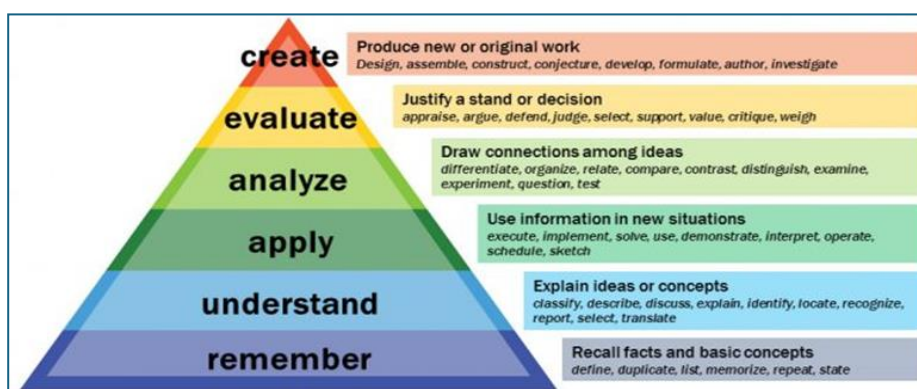 create
Produce new or original work
Design, assemble, construct, conjecture, develop, formulate, author, investigate
evaluate
Justify a stand or decision
appraise, argue, defend, judge, select, support, value, critique, weigh
analyze
Draw connections among ideas
differentiate, organize, relate, compare, contrast, distinguish, examine,
experiment, question, test
apply
Use information in new situations
execute, implement, solve, use, demonstrate, interpret, operate,
schedule, sketch
understand
Explain ideas or concepts
classify, describe, discuss, explain, identify, locate, recognize,
report, select, translate
remember
Recall facts and basic concepts
define, duplicate, list, memorize, repeat, state